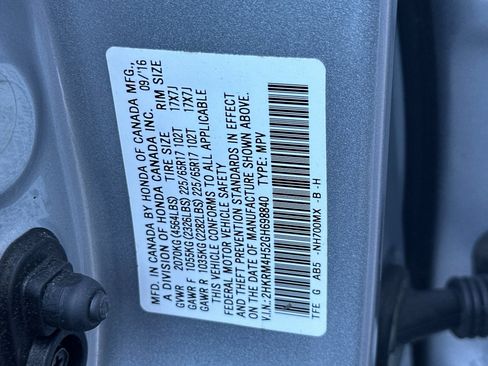 MFD. IN CANADA BY HONDA OF CANADA MFG.,
A DIVISION OF HONDA CANADA INC. 09/'16
TIRE SIZE RIM SIZE
GVWR 2070KG (4564LBS)
GAWR F 1055KG (2326LBS) 225/65R17 102T 17X7J
GAWR R 1035KG (2282LBS) 225/65R17 102T 17X7J
THIS VEHICLE CONFORMS TO ALL APPLICABLE
FEDERAL MOTOR VEHICLE SAFETY
AND THEFT PREVENTION STANDARDS IN EFFECT
ON THE DATE OF MANUFACTURE SHOWN ABOVE.
V.I.N.: 2HKRM4H52GH698840 TYPE: MPV
TFE G AB5 -NH700MX -B -H